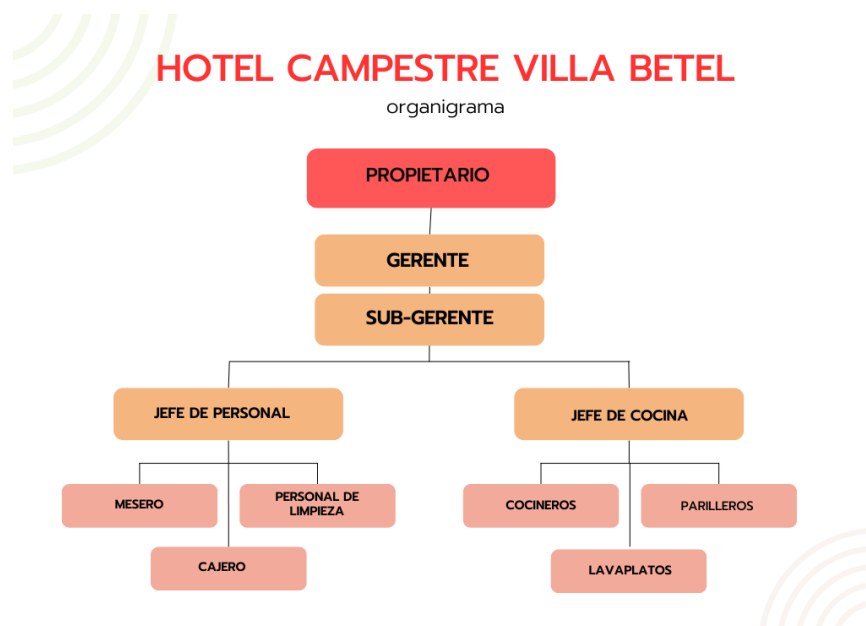 HOTEL CAMPESTRE VILLA BETEL
organigrama
PROPIETARIO
GERENTE
SUB-GERENTE
JEFE DE PERSONAL
JEFE DE COCINA
MESERO
PERSONAL DE
LIMPIEZA
COCINEROS
PARILLEROS
CAJERO
LAVAPLATOS